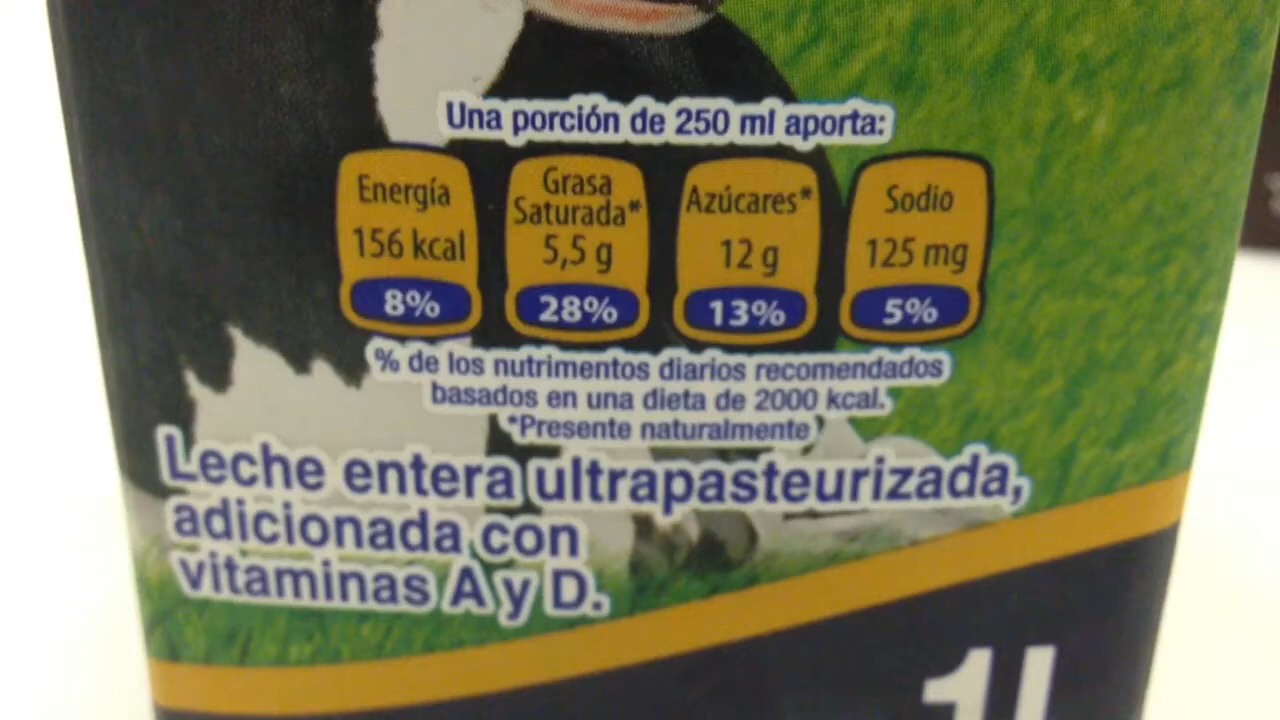 Una porción de 250 ml aporta:
Energía
156 kcal
8%
Grasa
Saturada*
5,5 g
28%
Azúcares*
12 g
13%
Sodio
125 mg
5%
% de los nutrimentos diarios recomendados
basados en una dieta de 2000 kcal.
*Presente naturalmente
Leche entera ultrapasteurizada,
adicionada con
vitaminas A y D.
1l